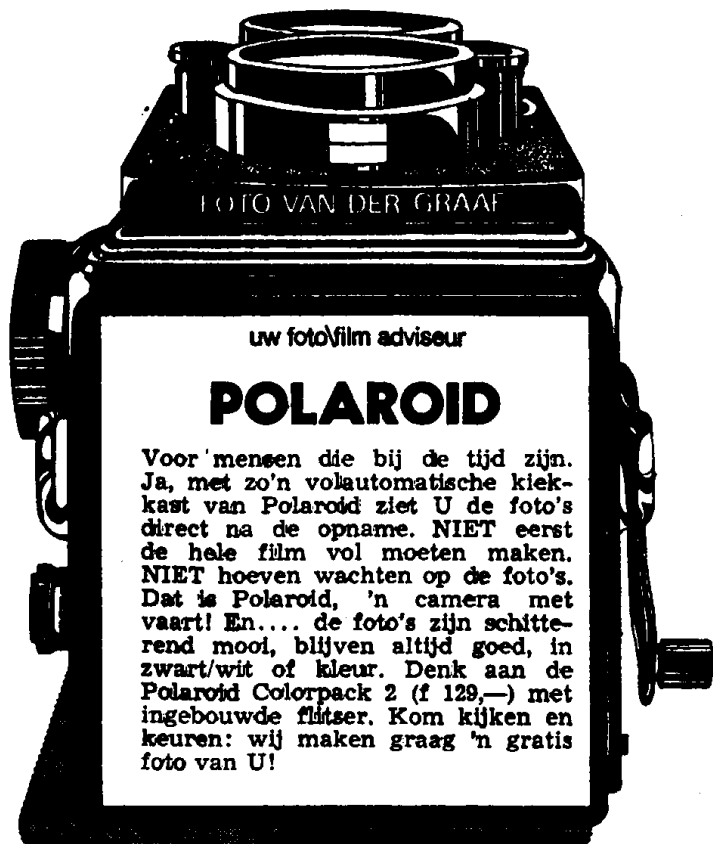 FOTO VAN DER GRAAF
uw foto\film adviseur
POLAROID
Voor mensen die bij de tijd zijn.
Ja, met zo'n volautomatische kiek-
kast van Polaroid ziet U de foto's
direct na de opname. NIET eerst
de hele film vol moeten maken.
NIET hoeven wachten op de foto's.
Dat is Polaroid, 'n camera met
vaart! En.... de foto's zijn schitte-
rend mooi, blijven altijd goed, in
zwart/wit of kleur. Denk aan de
Polaroid Colorpack 2 (f 129,—) met
ingebouwde flitser. Kom kijken en
keuren: wij maken graag 'n gratis
foto van U!